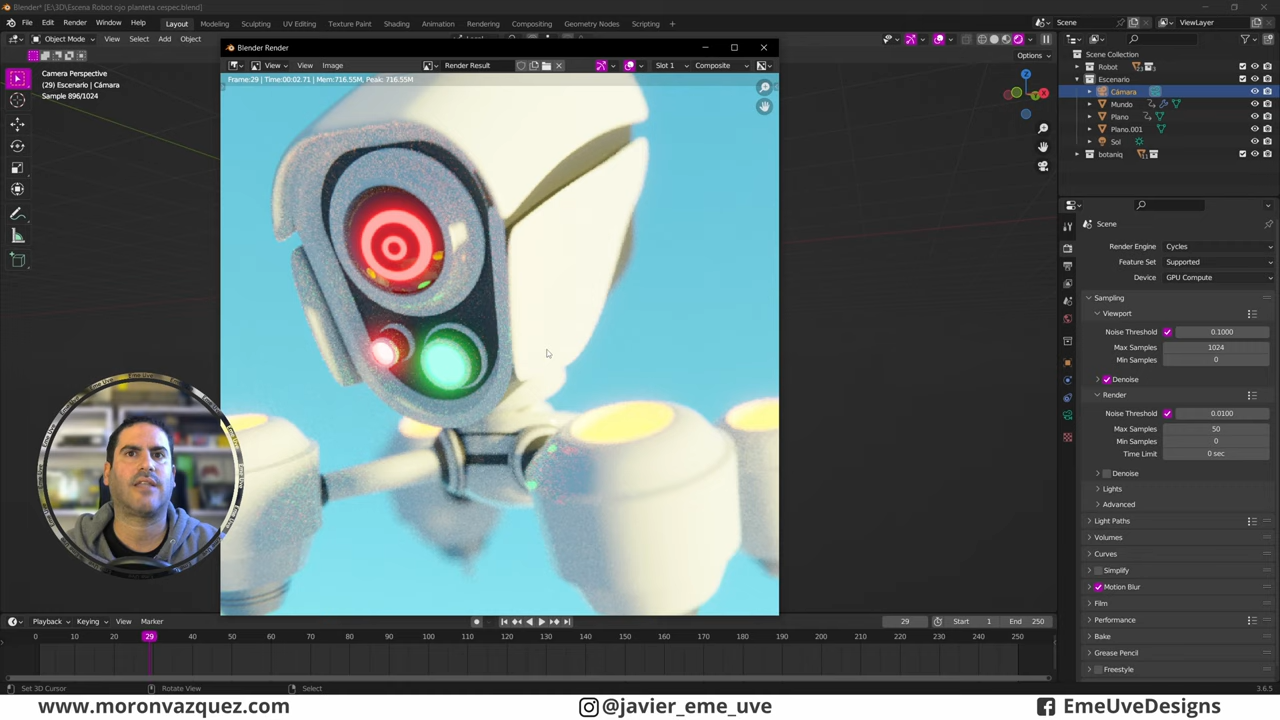 Blender* [E:\3D\Escena Robot ojo planteta cespec.blend]
File Edit Render Window Help
Layout Modeling Sculpting UV Editing Texture Paint Shading Animation Rendering Compositing Geometry Nodes Scripting +
Scene ViewLayer
Object Mode View Select Add Object
Options
Camera Perspective
(29) Escenario | Cámara
Sample 896/1024
Blender Render
View View Image Render Result Slot 1 Composite
Frame:29 | Time:00:02.71 | Mem:716.55M, Peak: 716.55M
Z
X
Y
Scene Collection
Robot
Escenario
Cámara
Mundo
Plano
Plano.001
Sol
botaniq
Scene
Render Engine Cycles
Feature Set Supported
Device GPU Compute
Sampling
Viewport
Noise Threshold 0.1000
Max Samples 1024
Min Samples 0
Denoise
Render
Noise Threshold 0.0100
Max Samples 50
Min Samples 0
Time Limit 0 sec
Denoise
Lights
Advanced
Light Paths
Volumes
Curves
Simplify
Motion Blur
Film
Performance
Bake
Grease Pencil
Freestyle
Playback Keying View Marker 29 Start 1 End 250
0 10 20 29 40 50 60 70 80 90 100 110 120 130 140 150 160 170 180 190 200 210 220 230 240 250
Set 3D Cursor Rotate View Select 3.6.5
www.moronvazquez.com @javier_eme_uve EmeUveDesigns